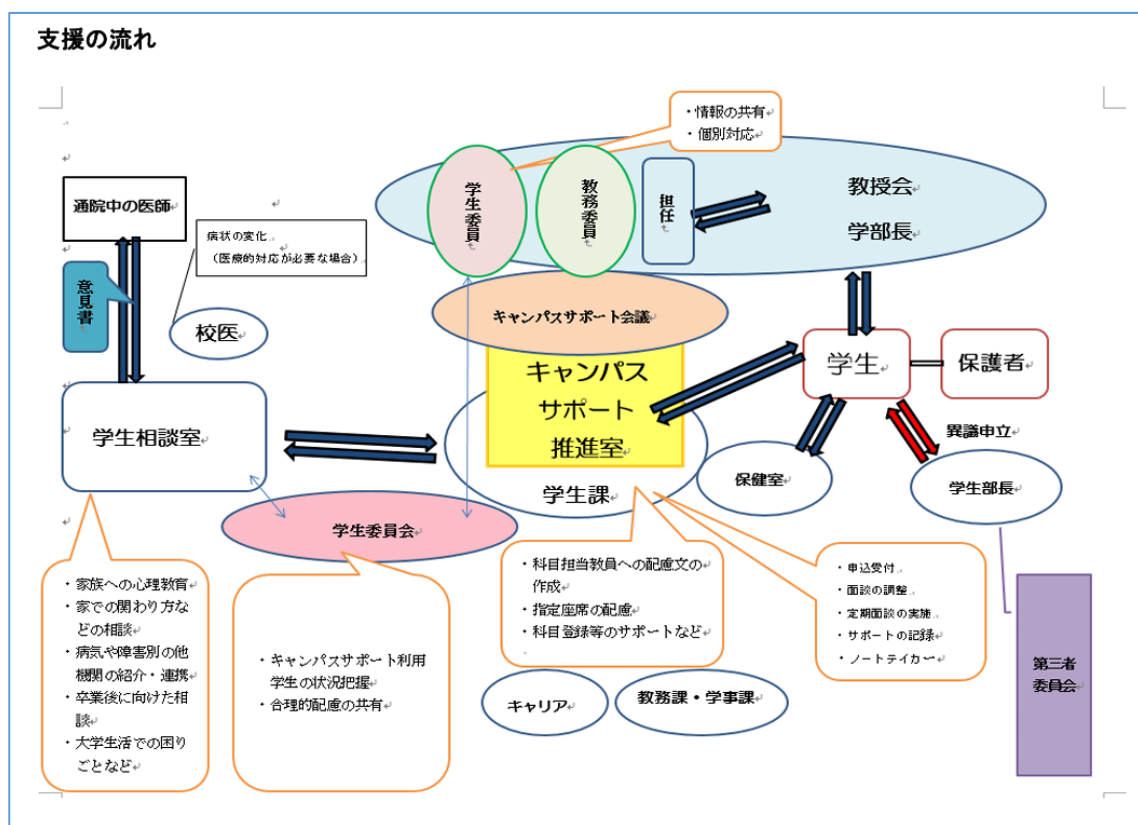 支援の流れ
・情報の共有
・個別対応
学生委員
教務委員
担任
教授会
学部長
通院中の医師
病状の変化
（医療的対応が必要な場合）
意見書
校医
キャンパスサポート会議
キャンパス
サポート
推進室
学生課
学生
保護者
異議申立
学生相談室
保健室
学生部長
学生委員会
・家族への心理教育
・家での関わり方な
どの相談
・病気や障害別の他
機関の紹介・連携
・卒業後に向けた相
談
・大学生活での困り
ごとなど
・キャンパスサポート利用
学生の状況把握
・合理的配慮の共有
・科目担当教員への配慮文の
作成
・指定座席の配慮
・科目登録等のサポートなど
・申込受付
・面談の調整
・定期面談の実施
・サポートの記録
・ノートテイカー
キャリア
教務課・学事課
第三者
委員会